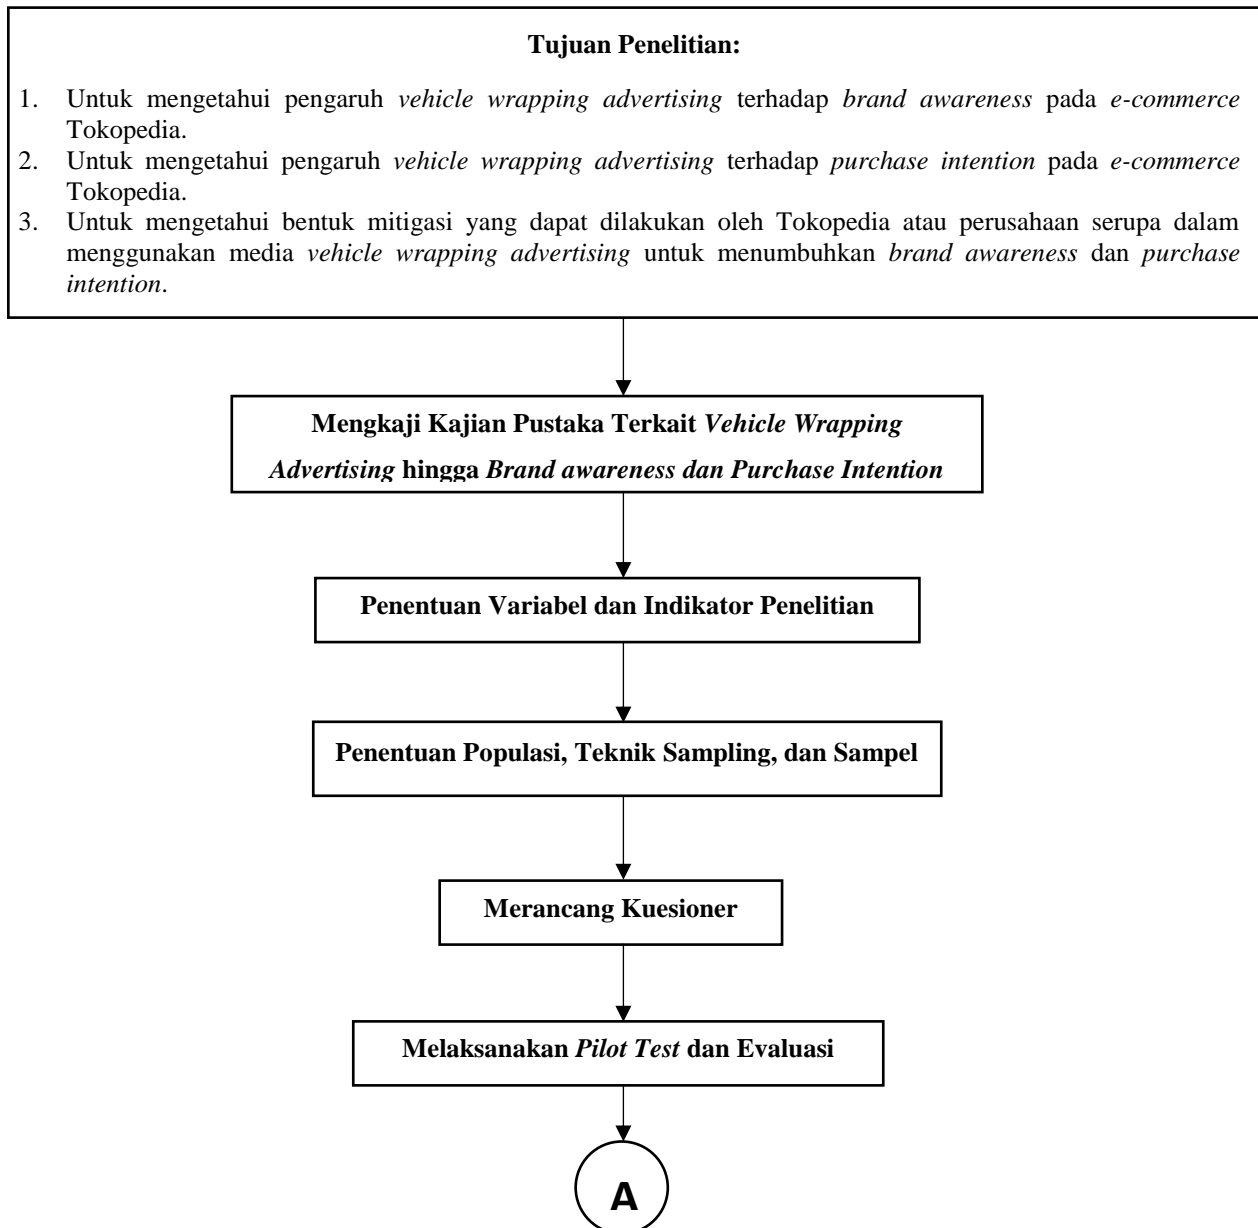 Tujuan Penelitian:
1. Untuk mengetahui pengaruh vehicle wrapping advertising terhadap brand awareness pada e-commerce
Tokopedia.
2. Untuk mengetahui pengaruh vehicle wrapping advertising terhadap purchase intention pada e-commerce
Tokopedia.
3. Untuk mengetahui bentuk mitigasi yang dapat dilakukan oleh Tokopedia atau perusahaan serupa dalam
menggunakan media vehicle wrapping advertising untuk menumbuhkan brand awareness dan purchase
intention.
Mengkaji Kajian Pustaka Terkait Vehicle Wrapping
Advertising hingga Brand awareness dan Purchase Intention
Penentuan Variabel dan Indikator Penelitian
Penentuan Populasi, Teknik Sampling, dan Sampel
Merancang Kuesioner
Melaksanakan Pilot Test dan Evaluasi
A